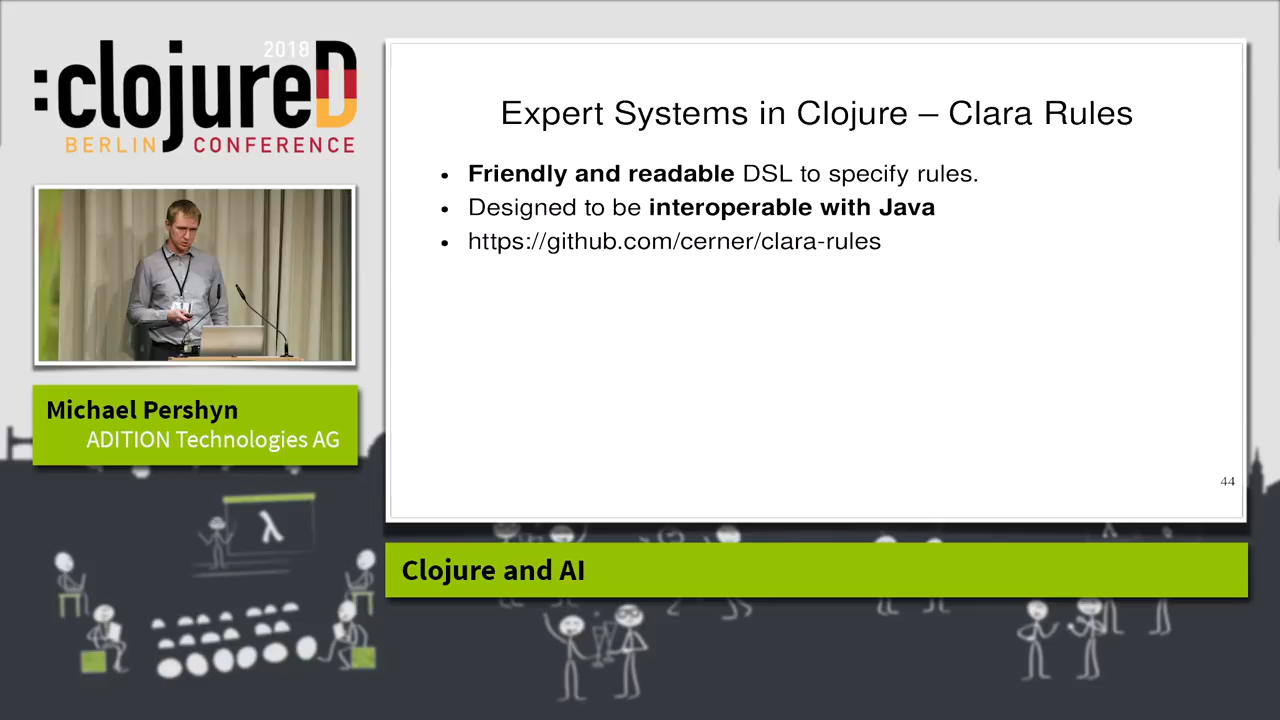 2018
:clojureD
BERLIN CONFERENCE
Expert Systems in Clojure – Clara Rules
• Friendly and readable DSL to specify rules.
• Designed to be interoperable with Java
• https://github.com/cerner/clara-rules
44
Michael Pershyn
ADITION Technologies AG
λ
Clojure and AI